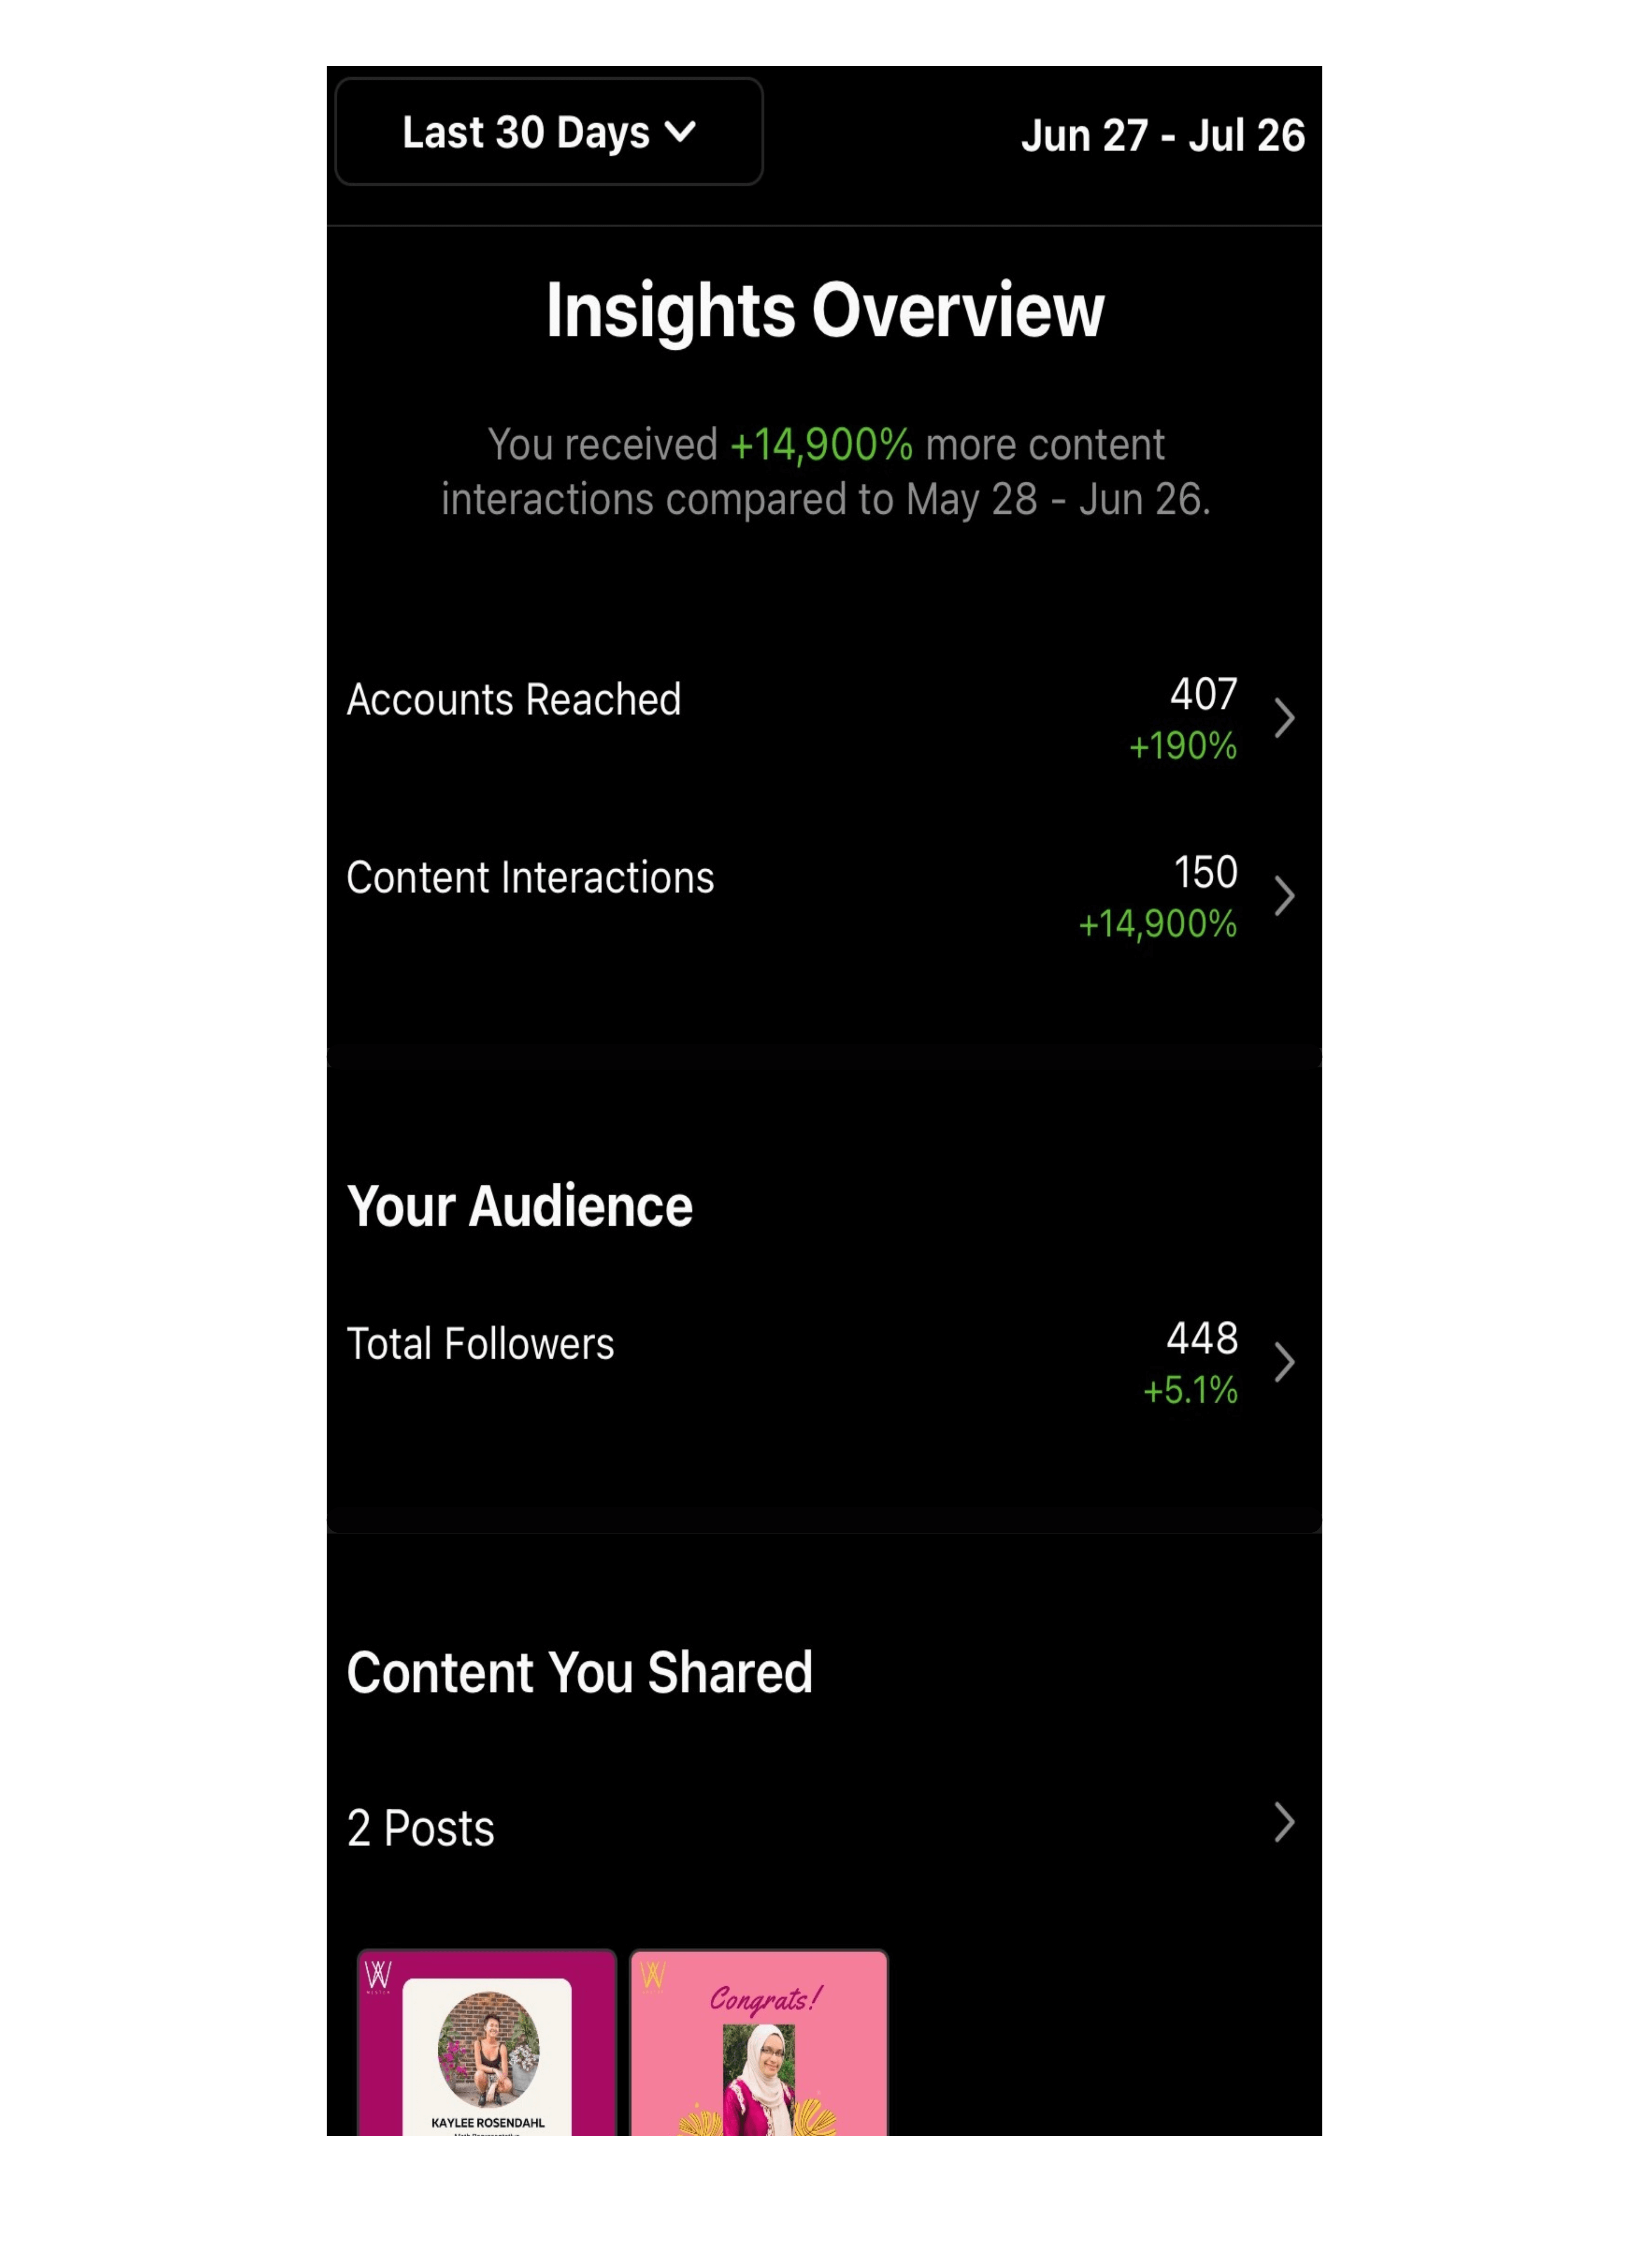 Last 30 Days
Jun 27 - Jul 26
Insights Overview
You received +14,900% more content
interactions compared to May 28 - Jun 26.
Accounts Reached
407
+190%
Content Interactions
150
+14,900%
Your Audience
Total Followers
448
+5.1%
Content You Shared
2 Posts
Congrats!
KAYLEE ROSENDAHL